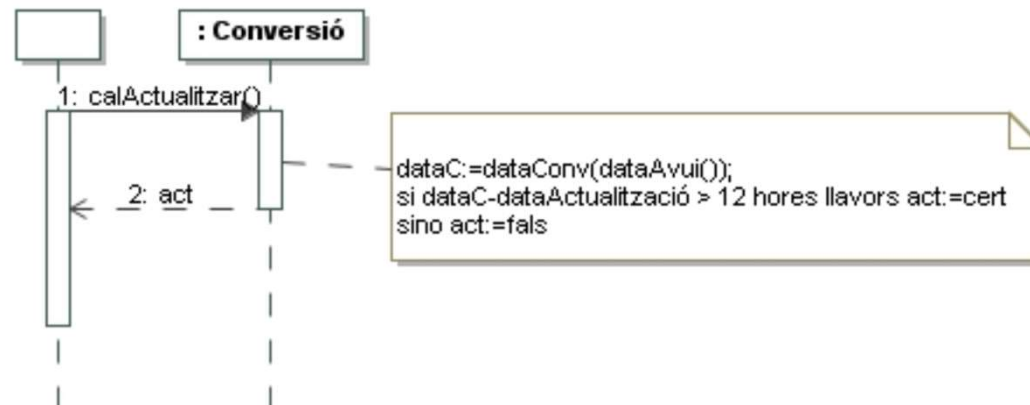 : Conversió
1: calActualitzar()
dataC:=dataConv(dataAvui());
si dataC-dataActualització > 12 hores llavors act:=cert
sino act:=fals
2: act